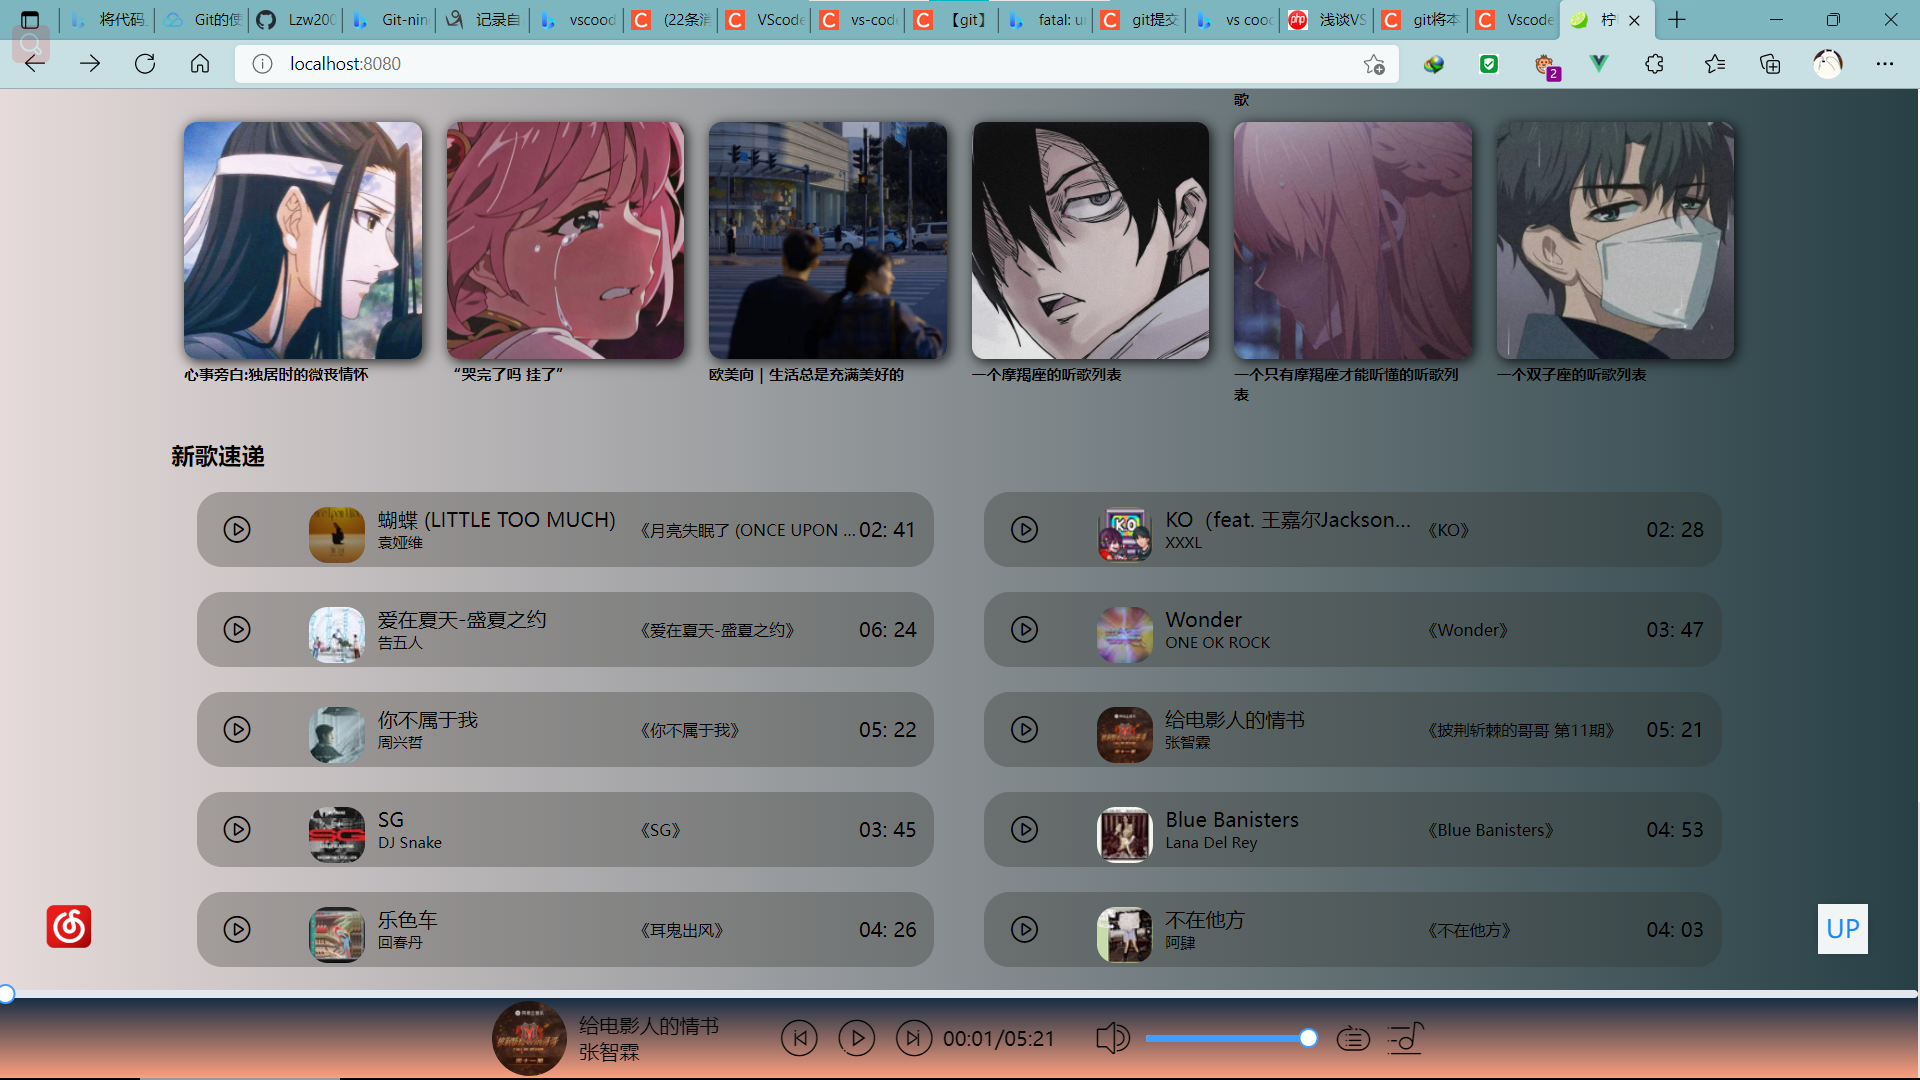 将代码
Git的使
Lzw200
Git-nin
记录自
vscood
(22条消
VScode
vs-code
【git】
fatal: u
git提交
vs cooc
浅谈VS
git将本
Vscode
柠
localhost:8080
2
歌
心事旁白:独居时的微丧情怀
“哭完了吗 挂了”
欧美向 | 生活总是充满美好的
一个摩羯座的听歌列表
一个只有摩羯座才能听懂的听歌列
表
一个双子座的听歌列表
新歌速递
蝴蝶 (LITTLE TOO MUCH)
袁娅维
《月亮失眠了 (ONCE UPON ...
02: 41
KO（feat. 王嘉尔Jackson...
XXXL
《KO》
02: 28
爱在夏天-盛夏之约
告五人
《爱在夏天-盛夏之约》
06: 24
Wonder
ONE OK ROCK
《Wonder》
03: 47
你不属于我
周兴哲
《你不属于我》
05: 22
给电影人的情书
张智霖
《披荆斩棘的哥哥 第11期》
05: 21
SG
DJ Snake
《SG》
03: 45
Blue Banisters
Lana Del Rey
《Blue Banisters》
04: 53
乐色车
回春丹
《耳鬼出风》
04: 26
不在他方
阿肆
《不在他方》
04: 03
UP
给电影人的情书
张智霖
00:01/05:21